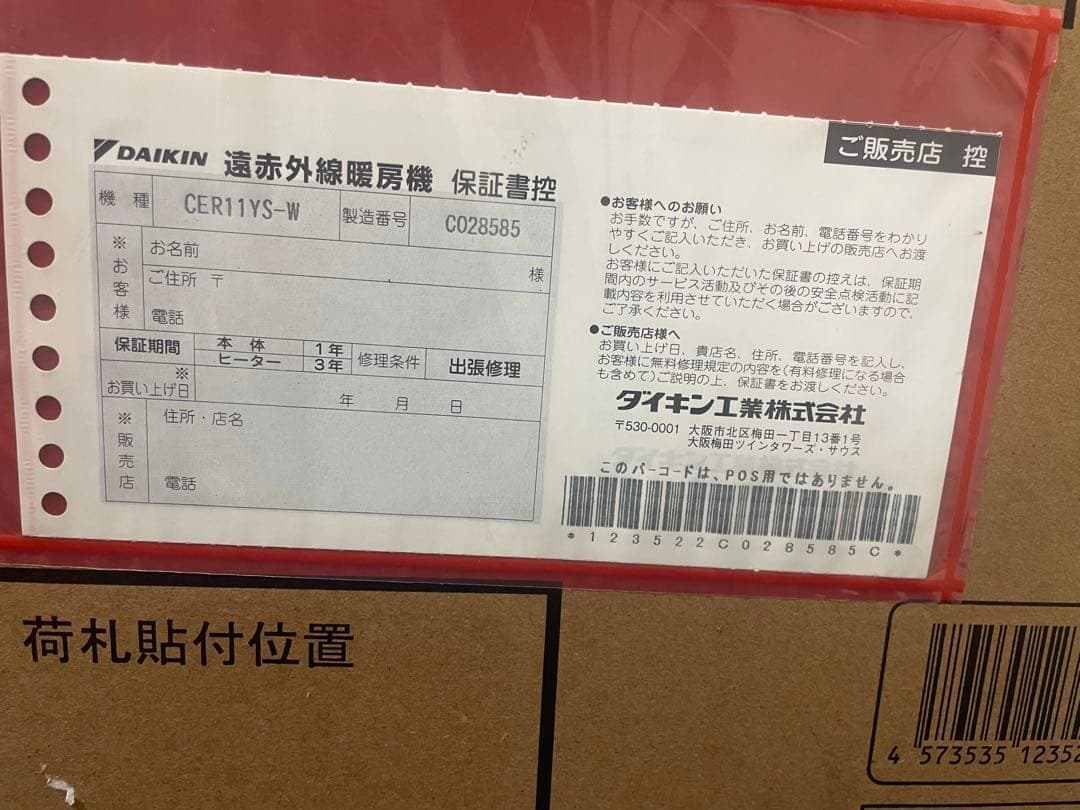 ご販売店 控
DAIKIN 遠赤外線暖房機 保証書控
機種 CER11YS-W 製造番号 C028585
※お客様
お名前 様
ご住所 〒
電話
保証期間 本体 1年 ヒーター 3年 修理条件 出張修理
※お買い上げ日 年 月 日
※販売店
住所・店名
電話
●お客様へのお願い
お手数ですが、ご住所、お名前、電話番号をわかり
やすくご記入いただき、お買い上げの販売店へお渡
しください。
お客様にご記入いただいた保証書の控えは、保証期
間内のサービス活動及びその後の安全点検活動に記
載内容を利用させていただく場合がございますので、
ご了承ください。
●ご販売店様へ
お買い上げ日、貴店名、住所、電話番号を記入し、
お客様に無料修理規定の内容を(有料修理になる場合
も含めて)ご説明の上、保証書をお渡しください。
ダイキン工業株式会社
〒530-0001 大阪市北区梅田一丁目13番1号
大阪梅田ツインタワーズ・サウス
このバーコードは、POS用ではありません。
*123522C028585C*
荷札貼付位置
4 573535 12352